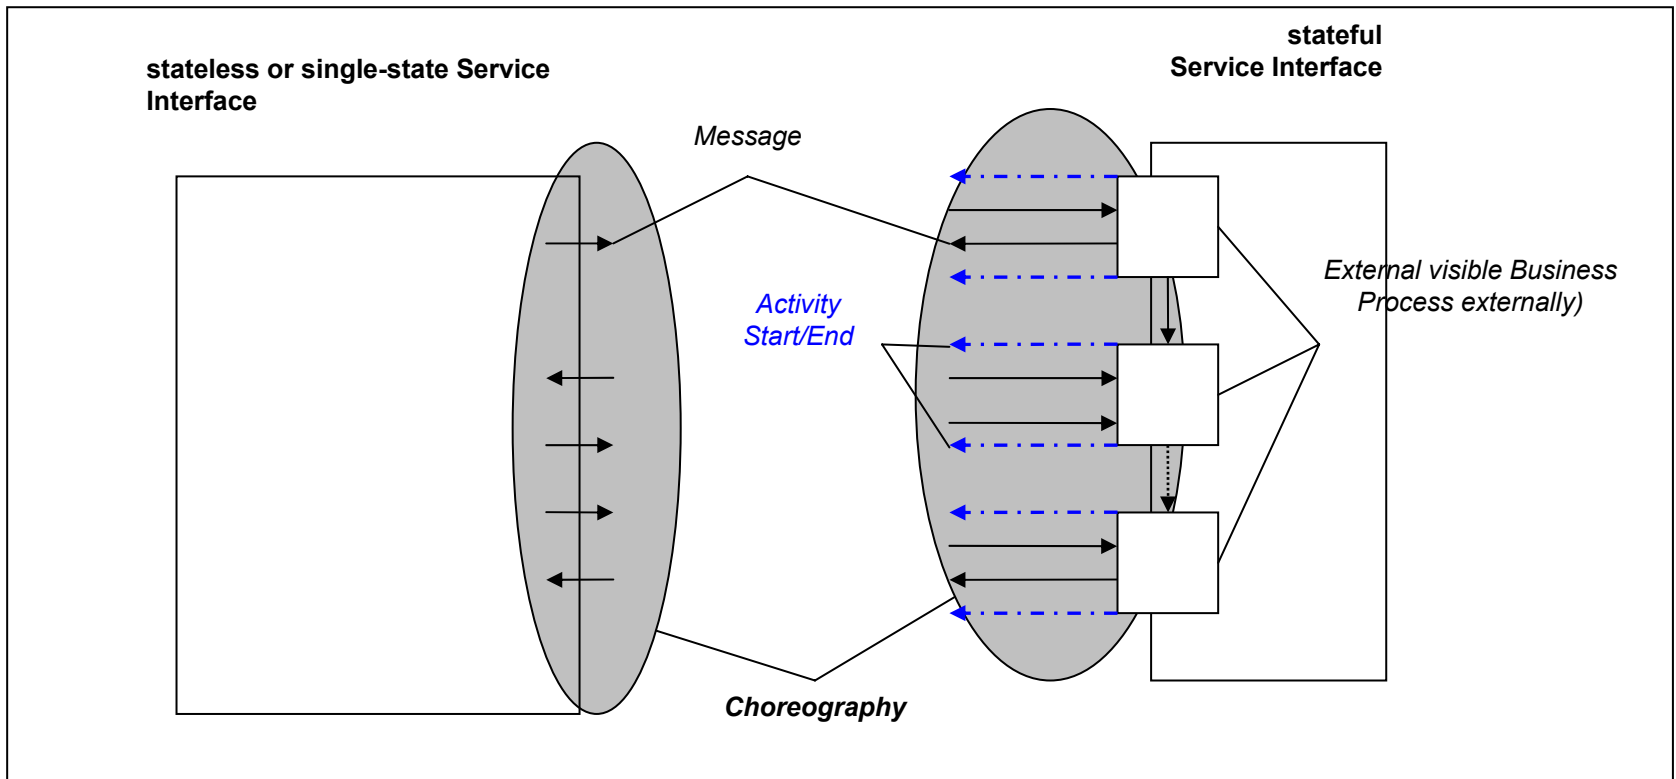 stateless or single-state Service
Interface
stateful
Service Interface
Message
Activity
Start/End
External visible Business
Process externally)
Choreography